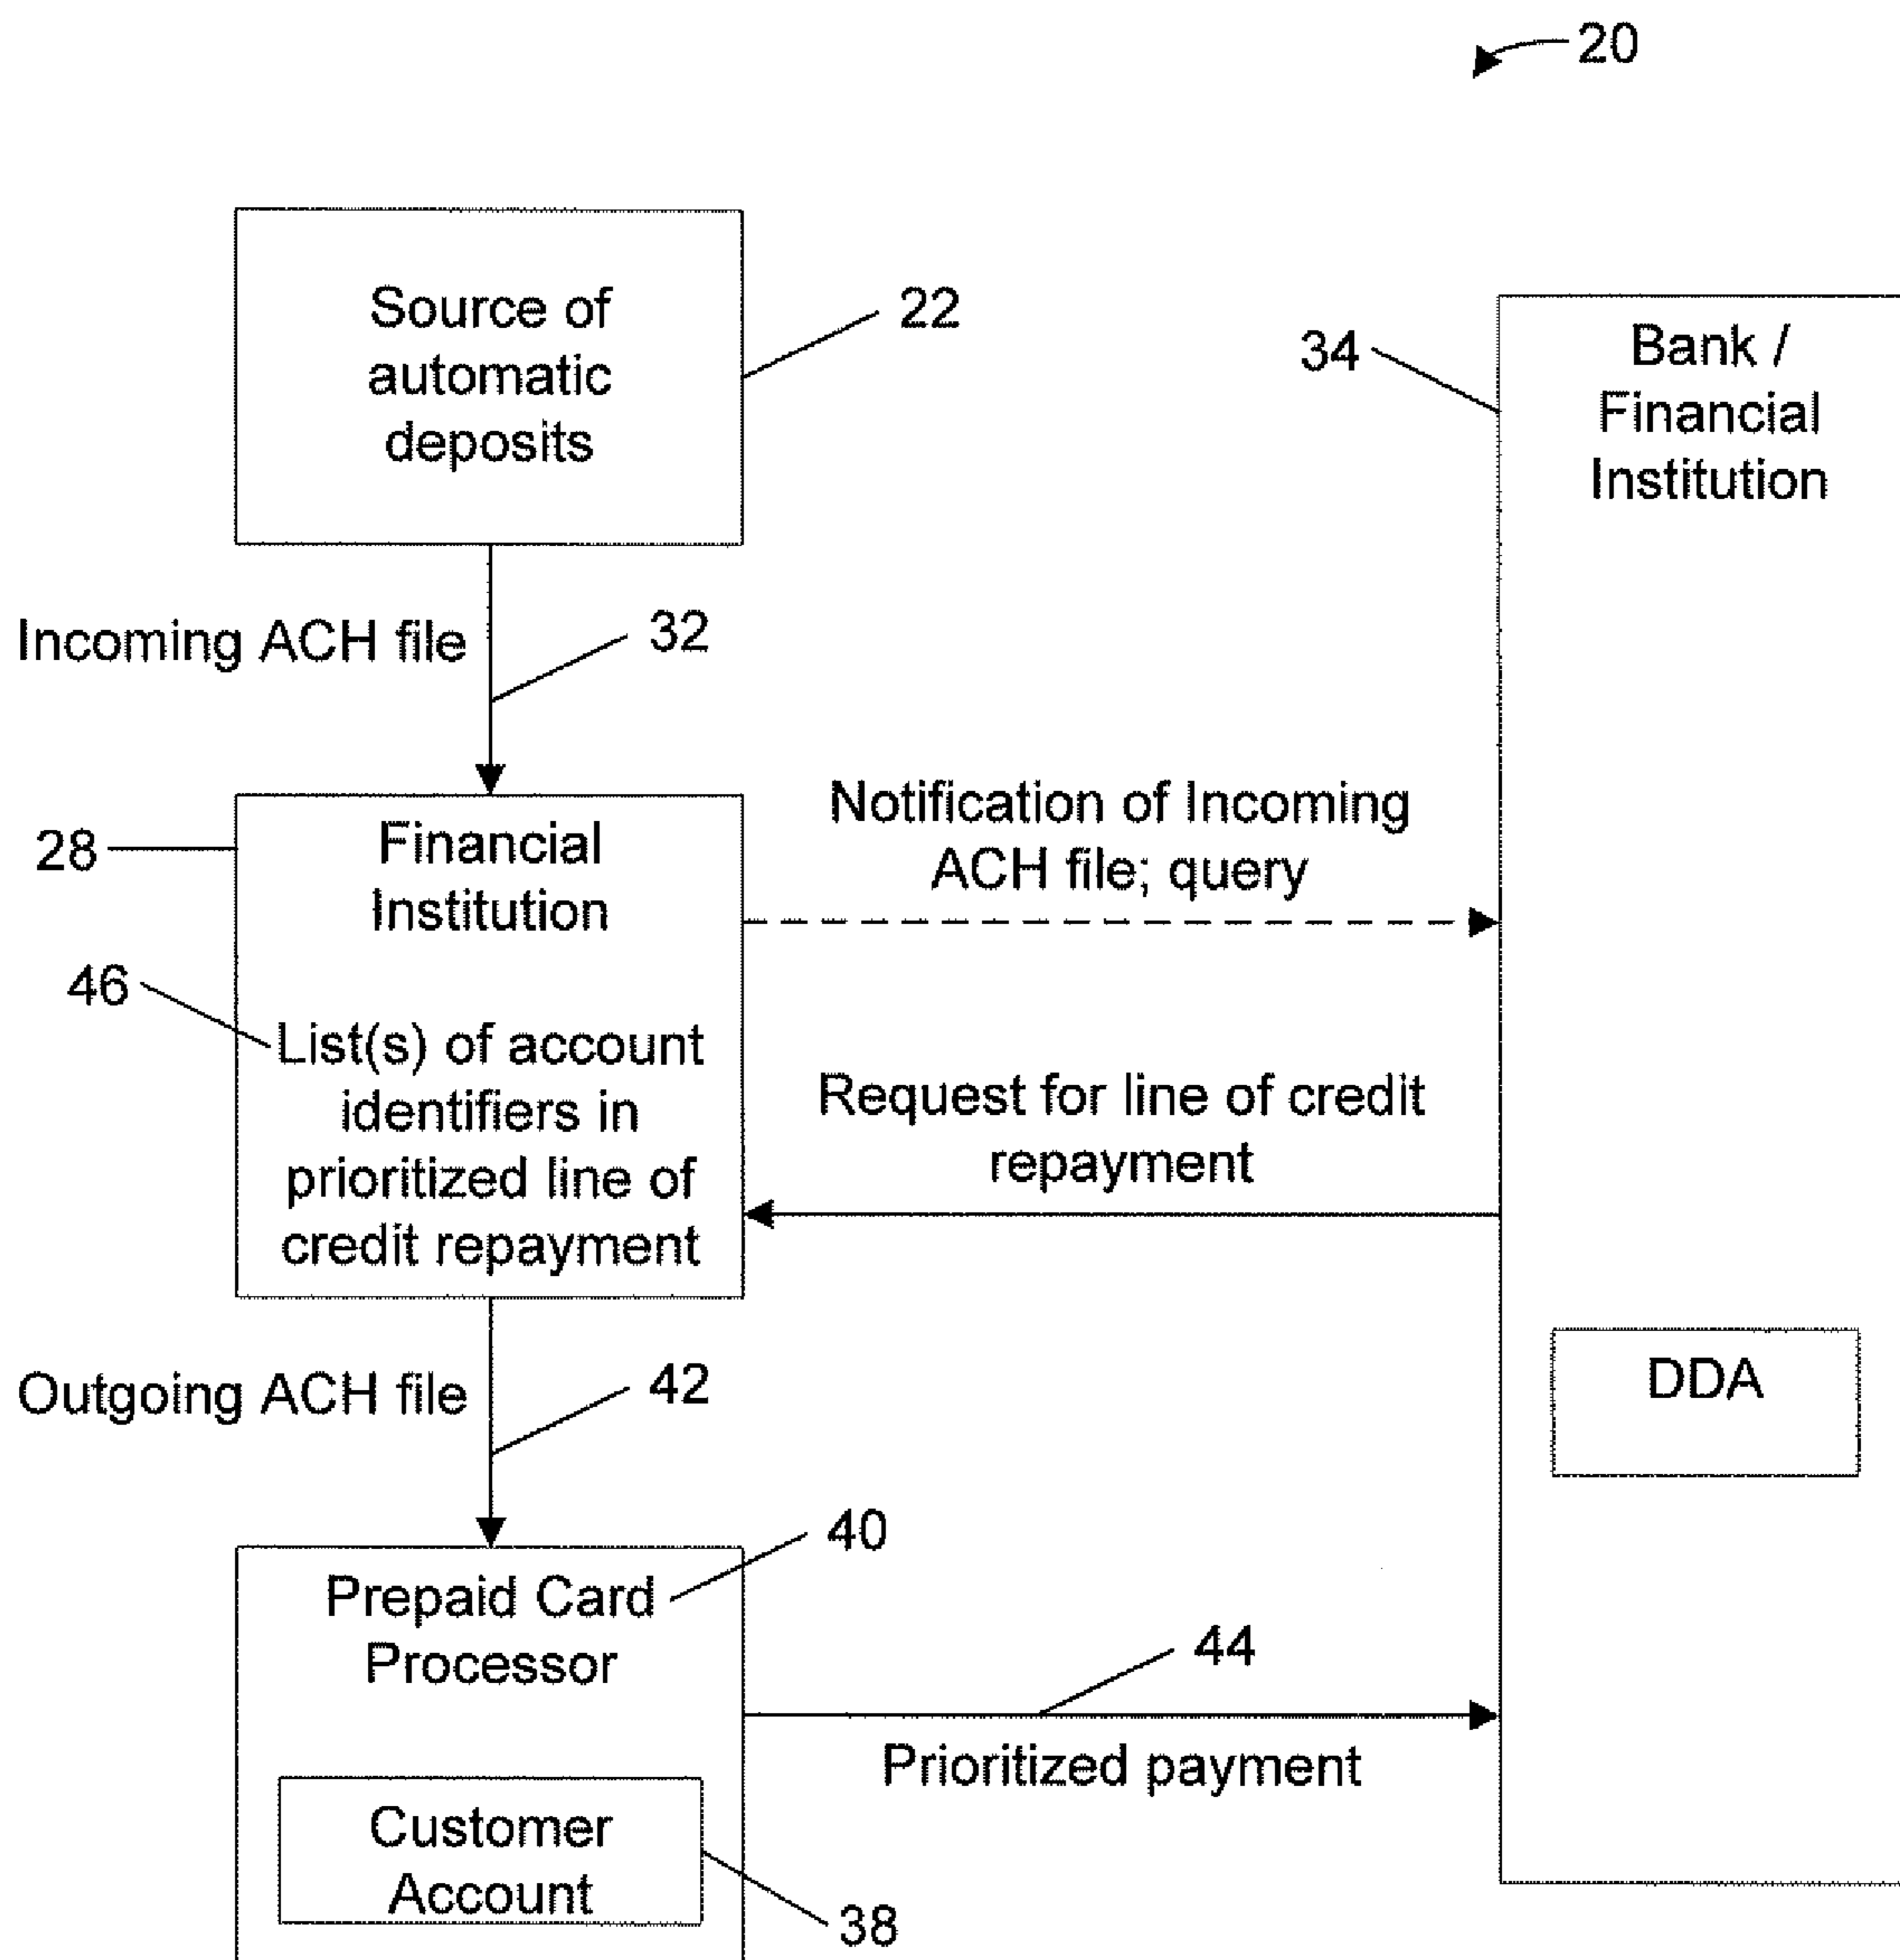 20
Source of
automatic
deposits
22
34
Bank /
Financial
Institution
Incoming ACH file
32
28
Financial
Institution
Notification of Incoming
ACH file; query
46
List(s) of account
identifiers in
prioritized line of
credit repayment
Request for line of credit
repayment
DDA
Outgoing ACH file
42
Prepaid Card
Processor
40
44
Prioritized payment
Customer
Account
38